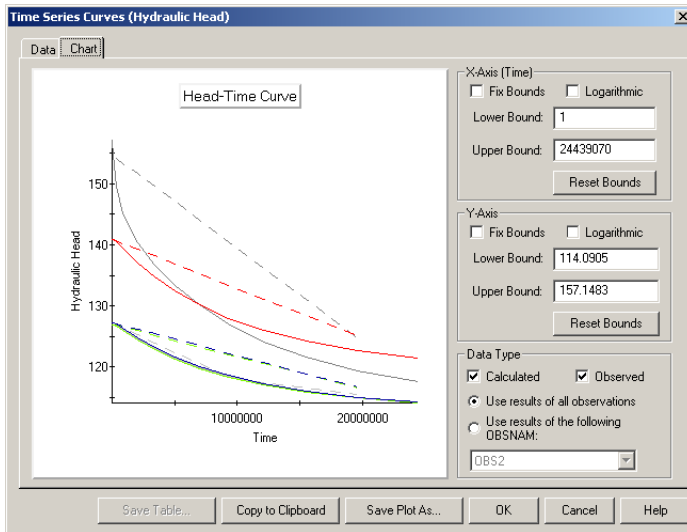 Time Series Curves (Hydraulic Head)
Data
Chart
Head-Time Curve
150
140
130
120
Hydraulic Head
10000000
20000000
Time
X-Axis (Time)
Fix Bounds
Logarithmic
Lower Bound:
1
Upper Bound:
24439070
Reset Bounds
Y-Axis
Fix Bounds
Logarithmic
Lower Bound:
114.0905
Upper Bound:
157.1483
Reset Bounds
Data Type
Calculated
Observed
Use results of all observations
Use results of the following
OBSNAM:
OBS2
Save Table...
Copy to Clipboard
Save Plot As...
OK
Cancel
Help